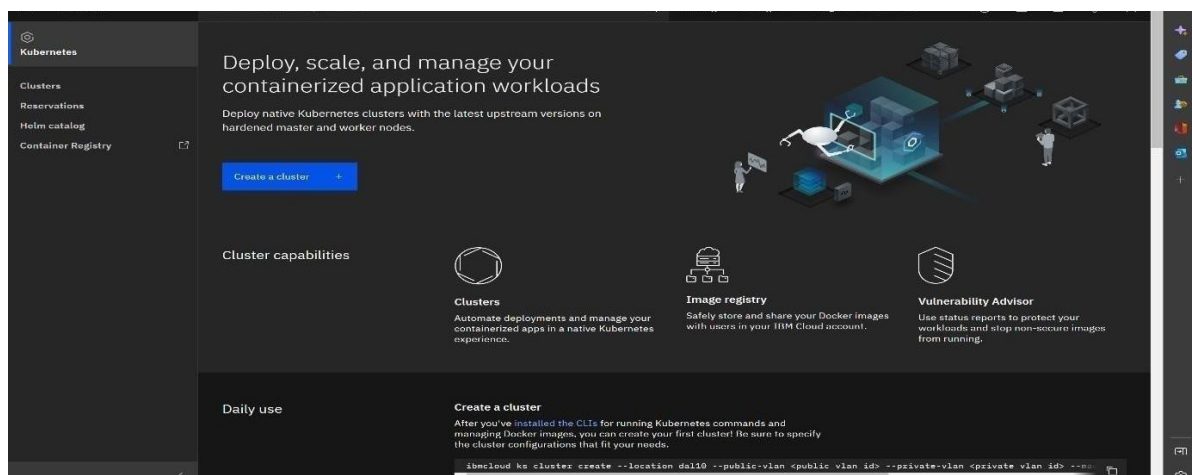 Kubernetes
Clusters
Reservations
Helm catalog
Container Registry
Deploy, scale, and manage your
containerized application workloads
Deploy native Kubernetes clusters with the latest upstream versions on
hardened master and worker nodes.
Create a cluster +
Cluster capabilities
Clusters
Automate deployments and manage your
containerized apps in a native Kubernetes
experience.
Image registry
Safely store and share your Docker images
with users in your IBM Cloud account.
Vulnerability Advisor
Use status reports to protect your
workloads and stop non-secure images
from running.
Daily use
Create a cluster
After you've installed the CLIs for running Kubernetes commands and
managing Docker images, you can create your first cluster! Be sure to specify
the cluster configurations that fit your needs.
ibmcloud ks cluster create --location dal10 --public-vlan <public vlan id> --private-vlan <private vlan id>